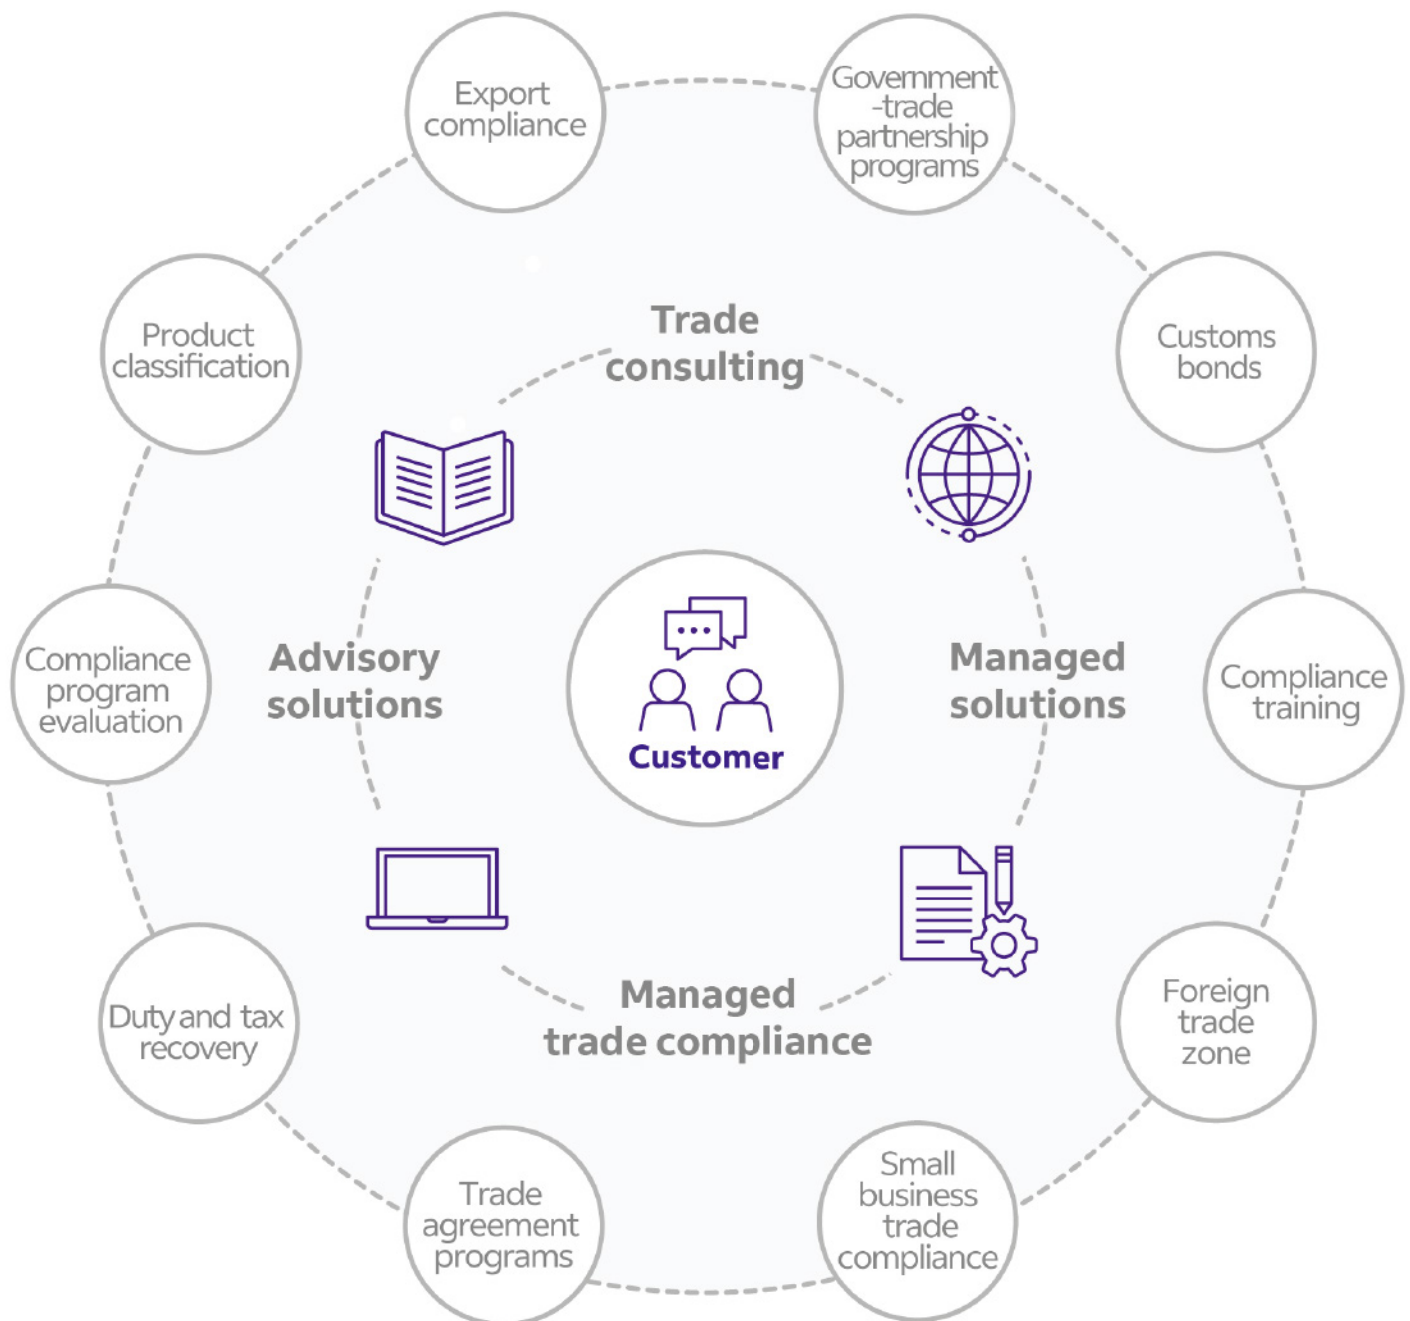 Export
compliance
Government
-trade
partnership
programs
Product
classification
Trade
consulting
Customs
bonds
Compliance
program
evaluation
Advisory
solutions
Customer
Managed
solutions
Compliance
training
Duty and tax
recovery
Managed
trade compliance
Foreign
trade
zone
Trade
agreement
programs
Small
business
trade
compliance